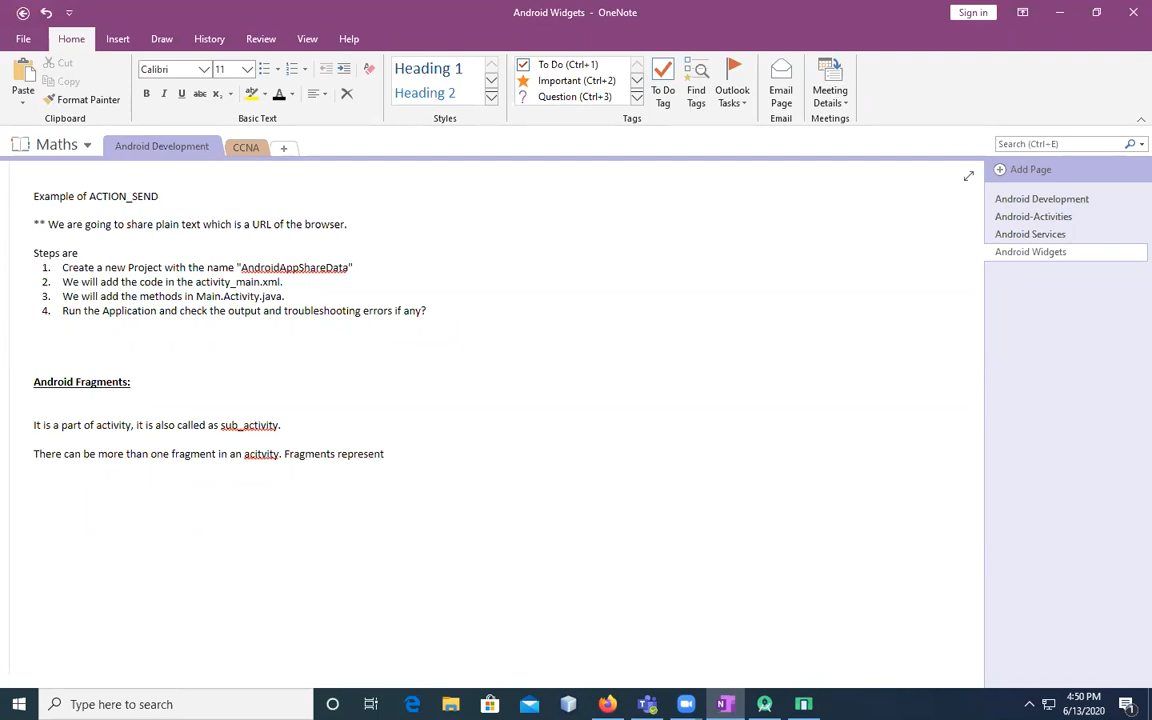 Android Widgets - OneNote
Sign in
File Home Insert Draw History Review View Help
Paste
Cut
Copy
Format Painter
Clipboard
Calibri 11
B I U abc x₂ A
Basic Text
Heading 1
Heading 2
Styles
To Do (Ctrl+1)
Important (Ctrl+2)
Question (Ctrl+3)
To Do Tag
Find Tags
Outlook Tasks
Tags
Email Page
Email
Meeting Details
Meetings
Maths
Android Development
CCNA
Search (Ctrl+E)
Add Page
Android Development
Android-Activities
Android Services
Android Widgets
Example of ACTION_SEND
** We are going to share plain text which is a URL of the browser.
Steps are
1. Create a new Project with the name "AndroidAppShareData"
2. We will add the code in the activity_main.xml.
3. We will add the methods in Main.Activity.java.
4. Run the Application and check the output and troubleshooting errors if any?
Android Fragments:
It is a part of activity, it is also called as sub_activity.
There can be more than one fragment in an acitvity. Fragments represent
Type here to search
4:50 PM
6/13/2020
1